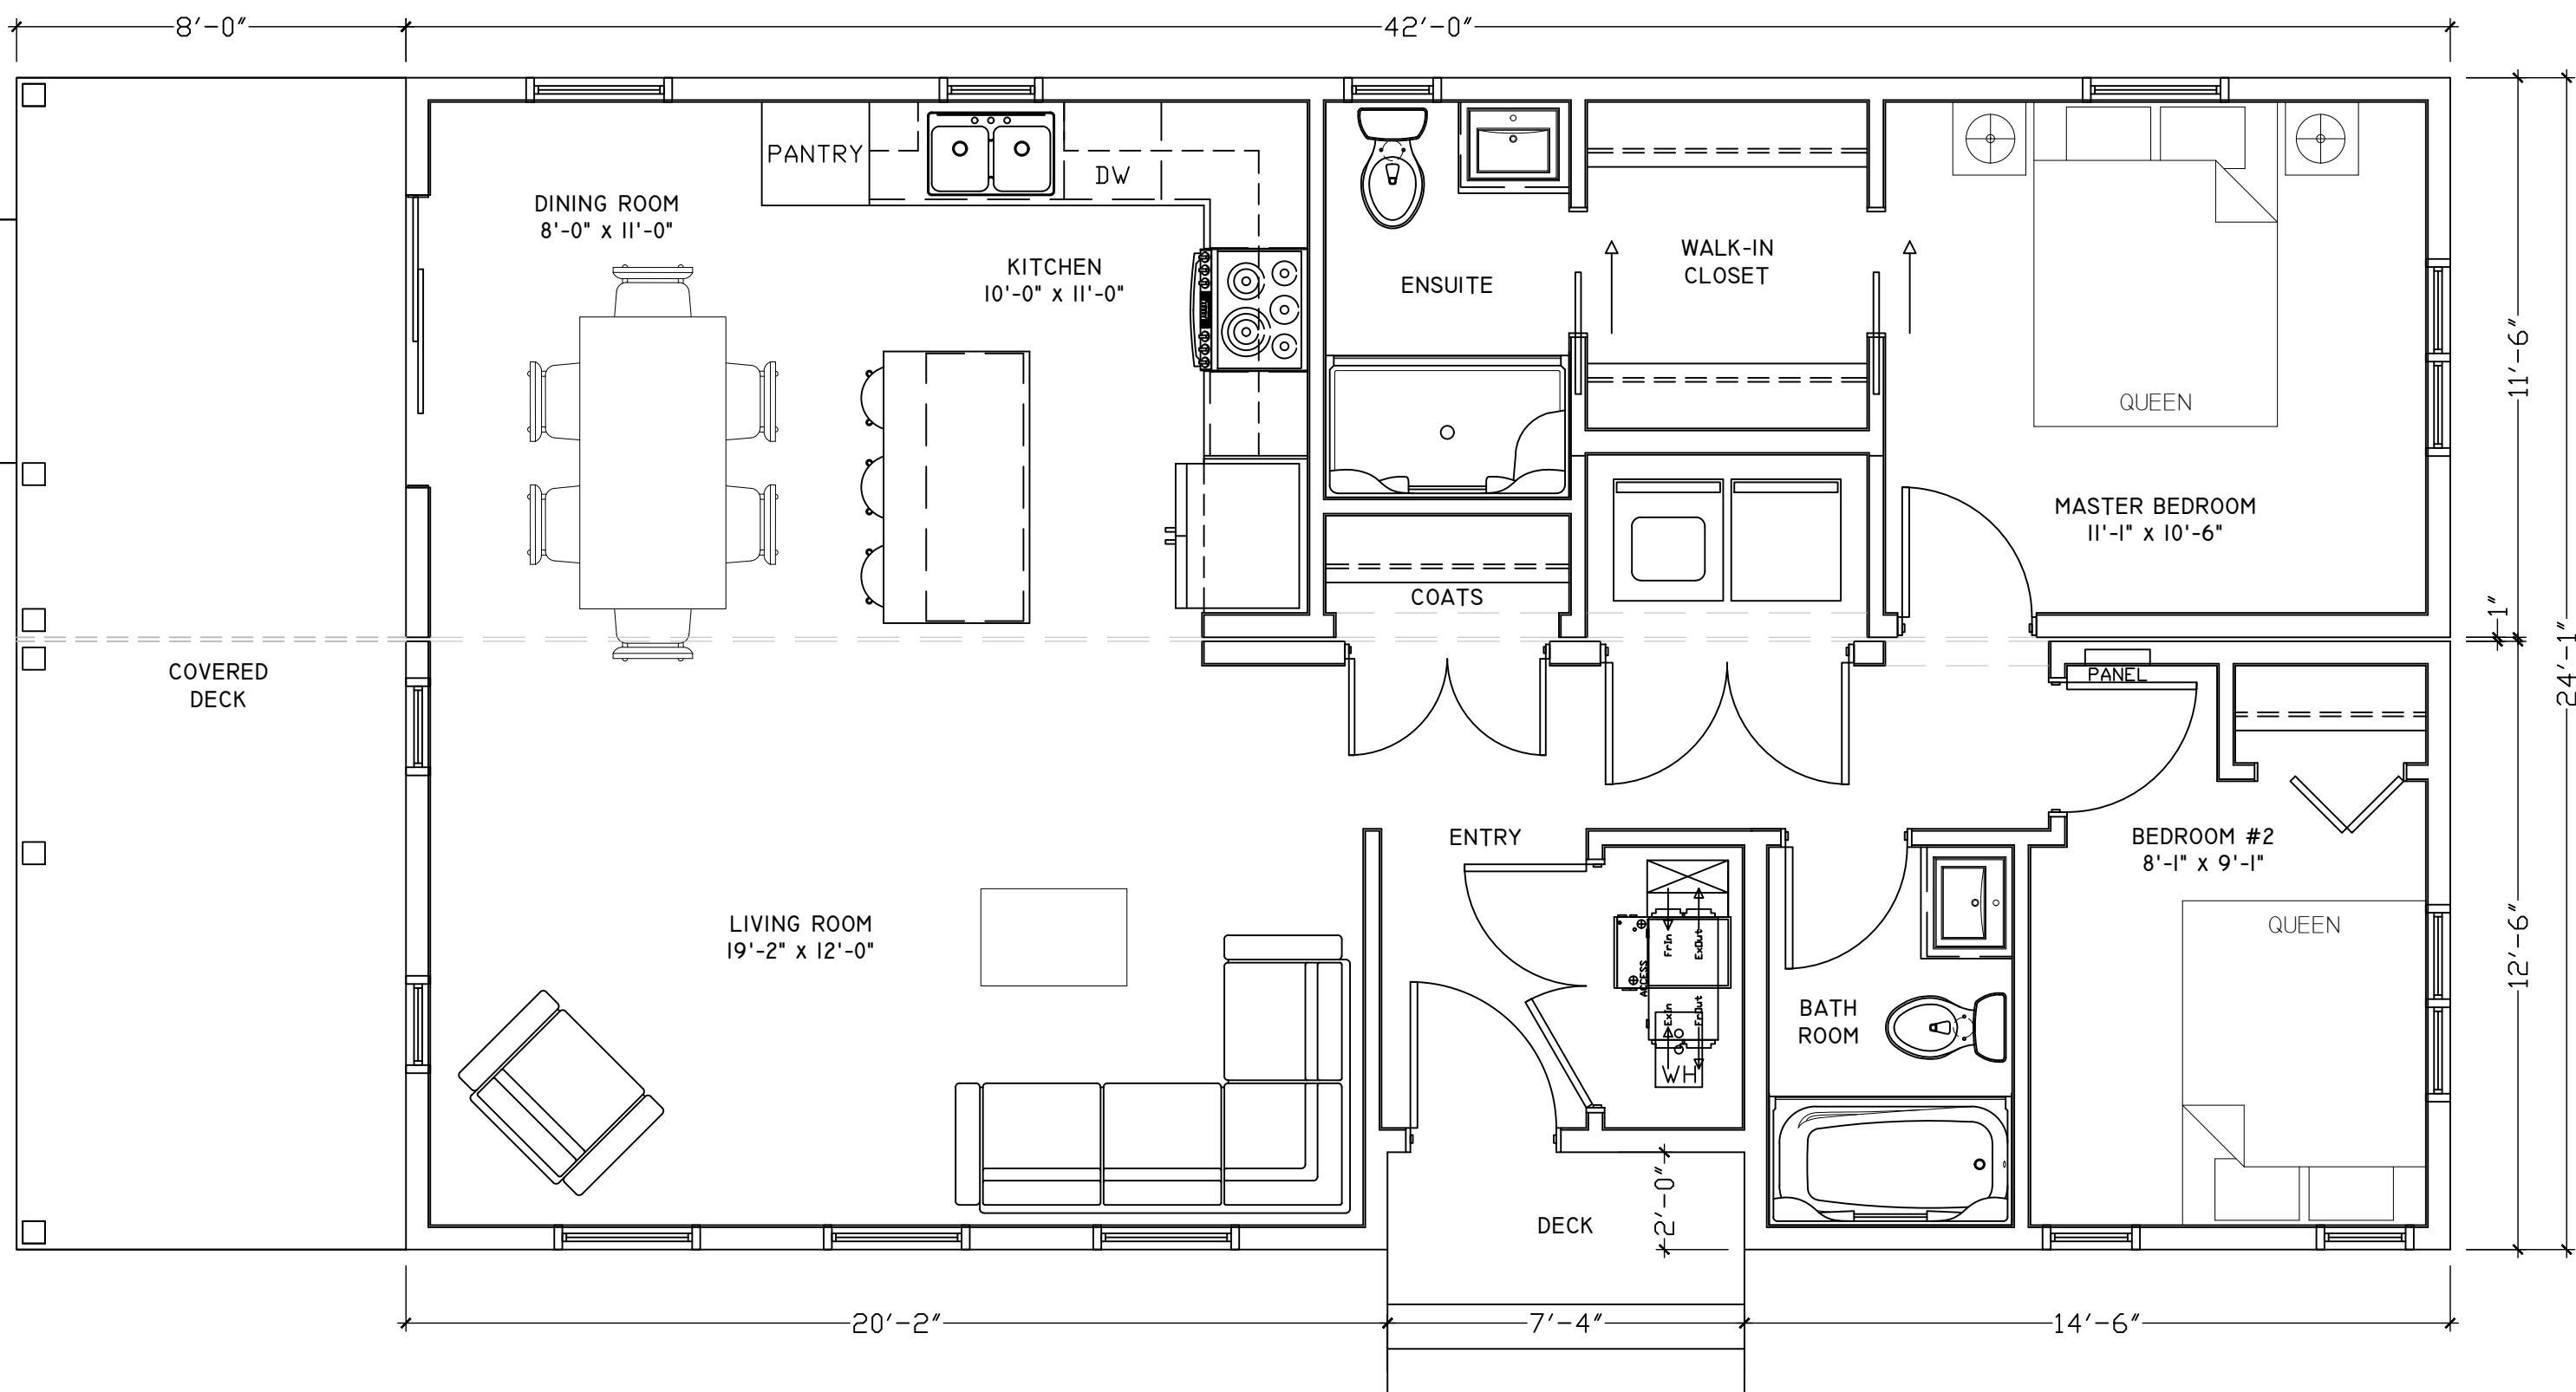 8'-0"
42'-0"
PANTRY
DW
DINING ROOM
8'-0" x 11'-0"
KITCHEN
10'-0" x 11'-0"
ENSUITE
WALK-IN
CLOSET
QUEEN
11'-6"
MASTER BEDROOM
11'-1" x 10'-6"
COATS
1"
24'-1"
COVERED
DECK
PANEL
ENTRY
BEDROOM #2
8'-1" x 9'-1"
LIVING ROOM
19'-2" x 12'-0"
QUEEN
FrIn
ExOut
ACCESS
ExIn
FrOut
WH
BATH
ROOM
12'-6"
DECK
2'-0"
20'-2"
7'-4"
14'-6"